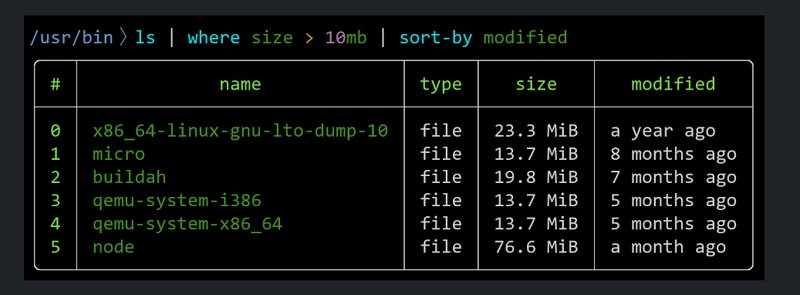 /usr/bin 〉ls | where size > 10mb | sort-by modified
# name type size modified
0 x86_64-linux-gnu-lto-dump-10 file 23.3 MiB a year ago
1 micro file 13.7 MiB 8 months ago
2 buildah file 19.8 MiB 7 months ago
3 qemu-system-i386 file 13.7 MiB 5 months ago
4 qemu-system-x86_64 file 13.7 MiB 5 months ago
5 node file 76.6 MiB a month ago